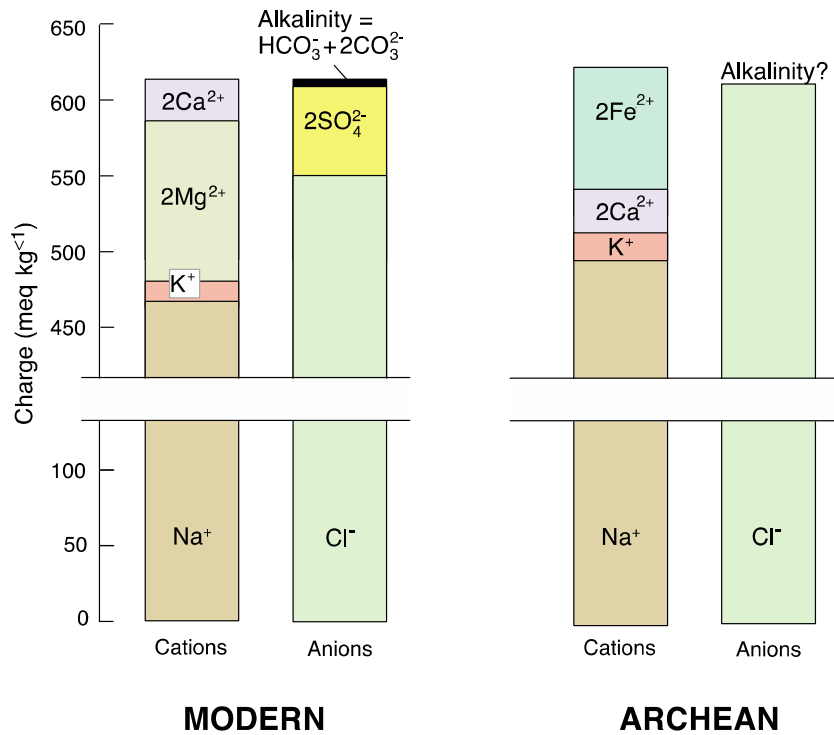 650
600
550
500
450
100
50
0
Charge (meq kg<1)
Alkalinity =
HCO₃⁻+2CO₃²⁻
2Ca²⁺
2Mg²⁺
K⁺
Na⁺
2SO₄²⁻
Cl⁻
Cations
Anions
MODERN
Alkalinity?
2Fe²⁺
2Ca²⁺
K⁺
Na⁺
Cl⁻
Cations
Anions
ARCHEAN